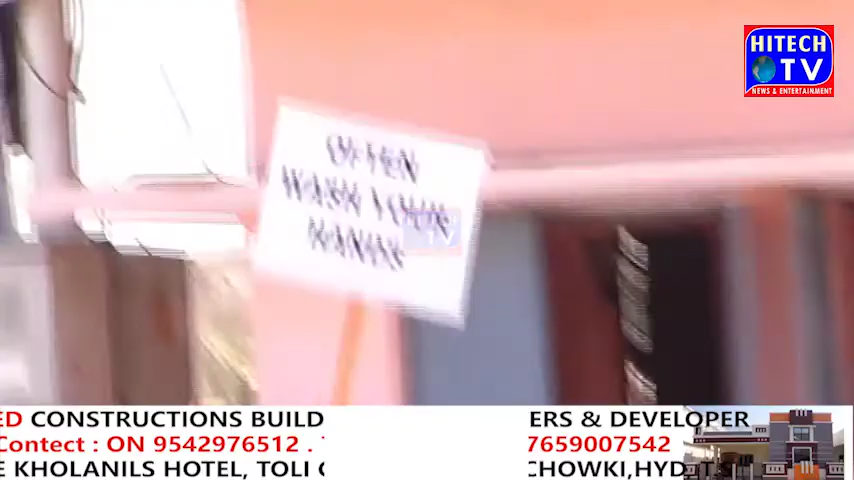 HITECH
TV
NEWS & ENTERTAINMENT
OFTEN
WASH YOUR
HANDS
TV
ED CONSTRUCTIONS BUILD ERS & DEVELOPER
Contect : ON 9542976512 . 7659007542
E KHOLANILS HOTEL, TOLI CHOWKI,HYD